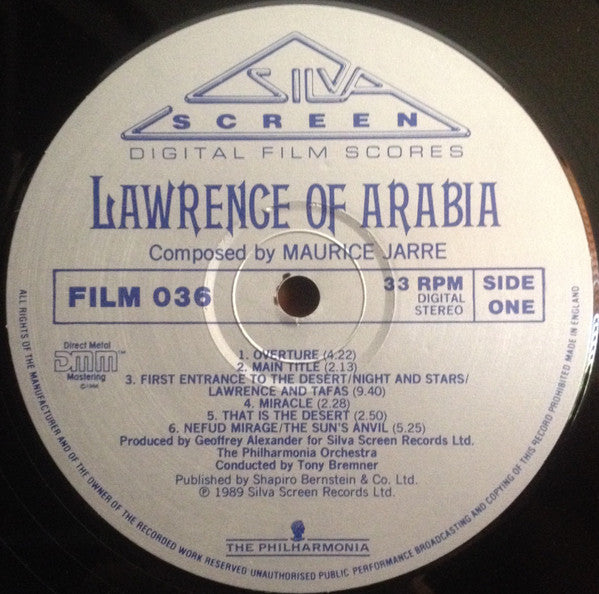 SILVA
SCREEN
DIGITAL FILM SCORES
LAWRENCE OF ARABIA
Composed by MAURICE JARRE
FILM 036
33 RPM
DIGITAL
STEREO
SIDE
ONE
Direct Metal
DMM™
Mastering
1. OVERTURE (4.22)
2. MAIN TITLE (2.13)
3. FIRST ENTRANCE TO THE DESERT/NIGHT AND STARS/
LAWRENCE AND TAFAS (9.40)
4. MIRACLE (2.28)
5. THAT IS THE DESERT (2.50)
6. NEFUD MIRAGE/THE SUN'S ANVIL (5.25)
Produced by Geoffrey Alexander for Silva Screen Records Ltd.
The Philharmonia Orchestra
Conducted by Tony Bremner
Published by Shapiro Bernstein & Co. Ltd.
℗ 1989 Silva Screen Records Ltd.
THE PHILHARMONIA
ALL RIGHTS OF THE MANUFACTURER AND OF THE OWNER OF THE RECORDED WORK RESERVED UNAUTHORISED PUBLIC PERFORMANCE BROADCASTING AND COPYING OF THIS RECORD PROHIBITED MADE IN ENGLAND